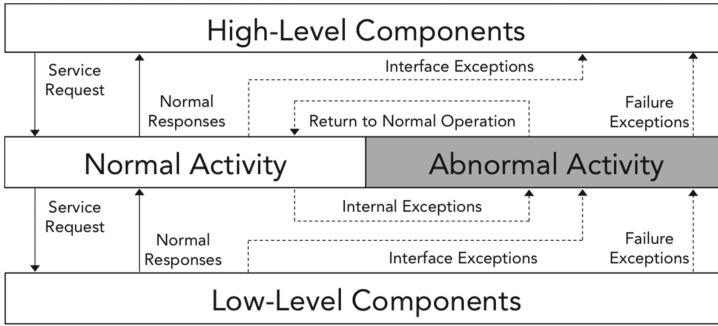 High-Level Components
Interface Exceptions
Service
Request
Normal
Responses
Return to Normal Operation
Failure
Exceptions
Normal Activity
Abnormal Activity
Service
Request
Internal Exceptions
Normal
Responses
Interface Exceptions
Failure
Exceptions
Low-Level Components